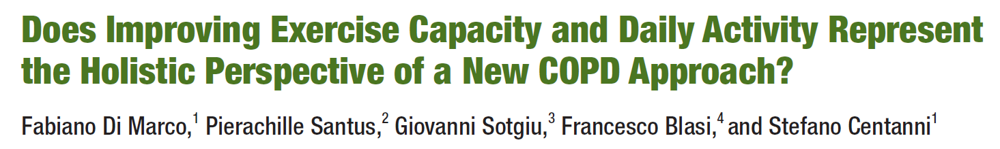 Does Improving Exercise Capacity and Daily Activity Represent
the Holistic Perspective of a New COPD Approach?
Fabiano Di Marco,¹ Pierachille Santus,² Giovanni Sotgiu,³ Francesco Blasi,⁴ and Stefano Centanni¹